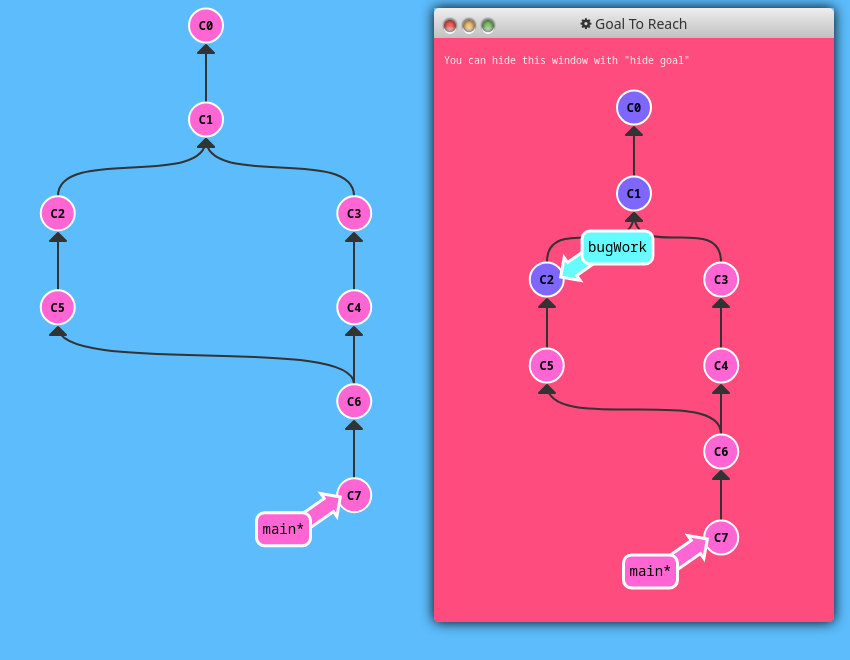 C0
C1
C2
C3
C5
C4
C6
C7
main*
Goal To Reach
You can hide this window with "hide goal"
C0
C1
bugWork
C2
C3
C5
C4
C6
C7
main*